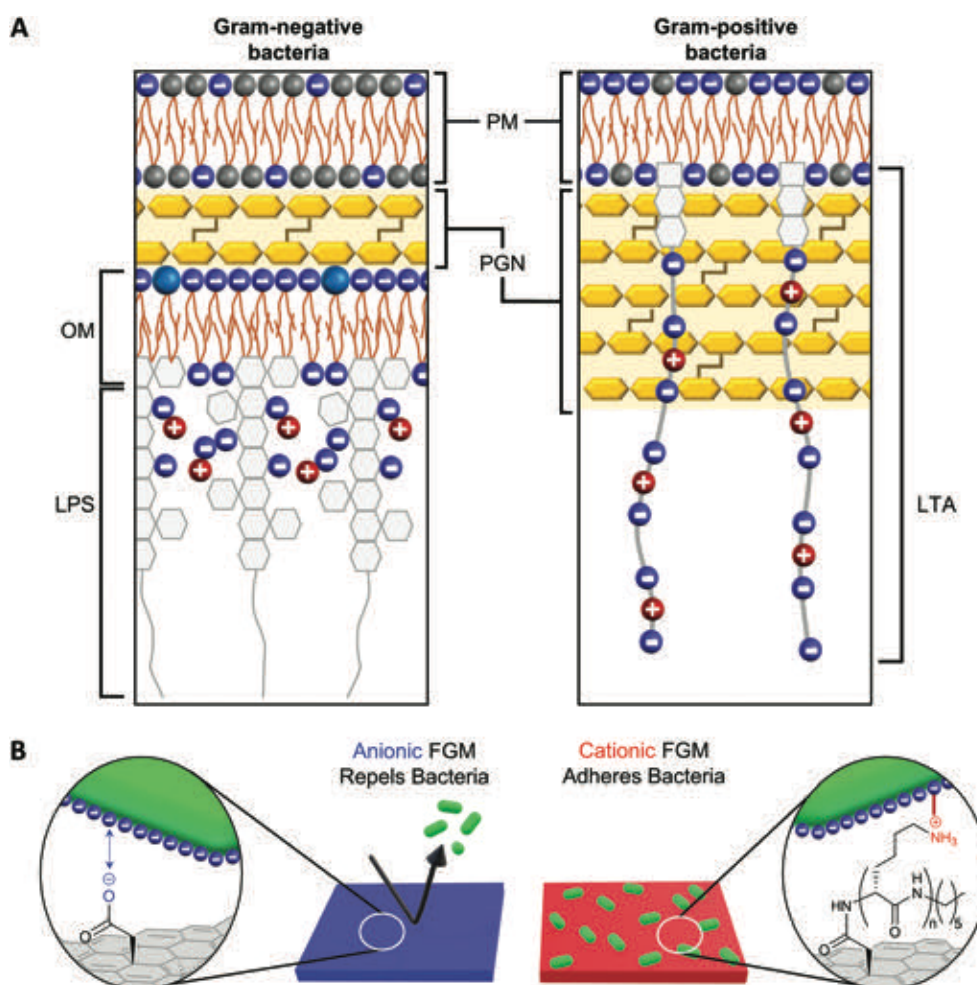 A
Gram-negative
bacteria
Gram-positive
bacteria
PM
PGN
OM
LPS
LTA
B
Anionic FGM
Repels Bacteria
Cationic FGM
Adheres Bacteria
⊖
O
O
⊕
NH₃
H
N
HN
O
n
5
O